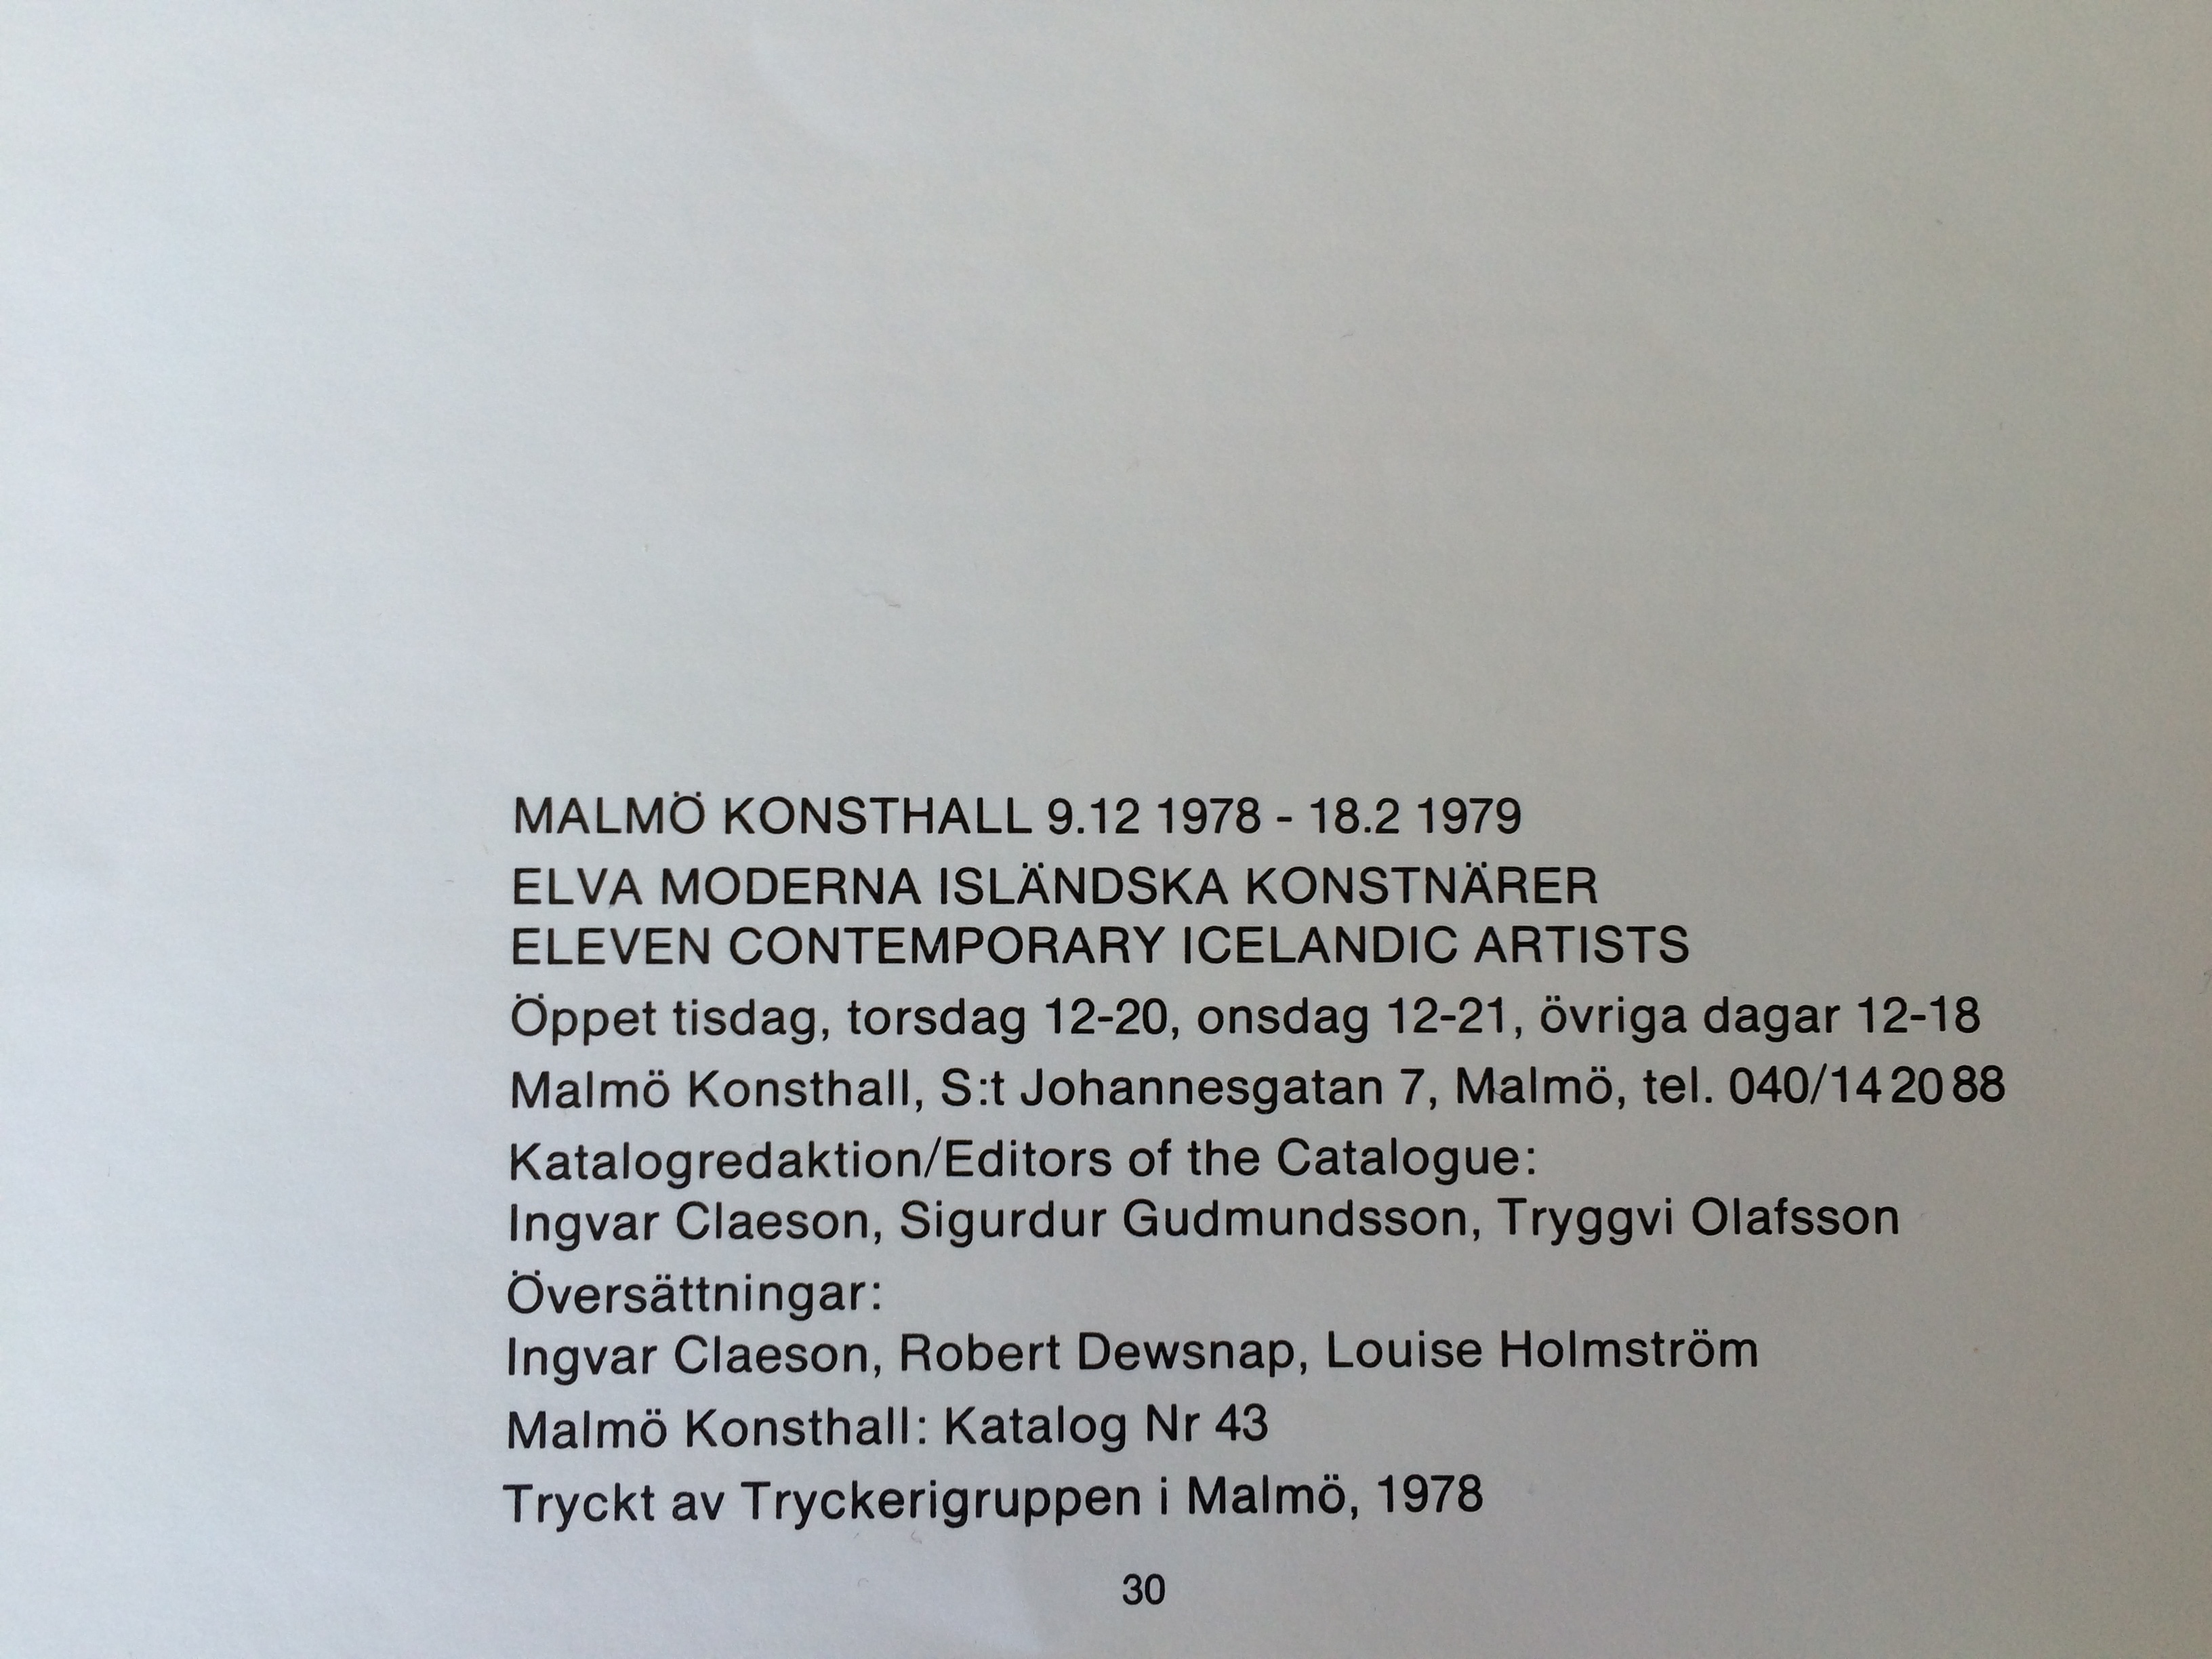 MALMÖ KONSTHALL 9.12 1978 - 18.2 1979
ELVA MODERNA ISLÄNDSKA KONSTNÄRER
ELEVEN CONTEMPORARY ICELANDIC ARTISTS
Öppet tisdag, torsdag 12-20, onsdag 12-21, övriga dagar 12-18
Malmö Konsthall, S:t Johannesgatan 7, Malmö, tel. 040/14 20 88
Katalogredaktion/Editors of the Catalogue:
Ingvar Claeson, Sigurdur Gudmundsson, Tryggvi Olafsson
Översättningar:
Ingvar Claeson, Robert Dewsnap, Louise Holmström
Malmö Konsthall: Katalog Nr 43
Tryckt av Tryckerigruppen i Malmö, 1978
30